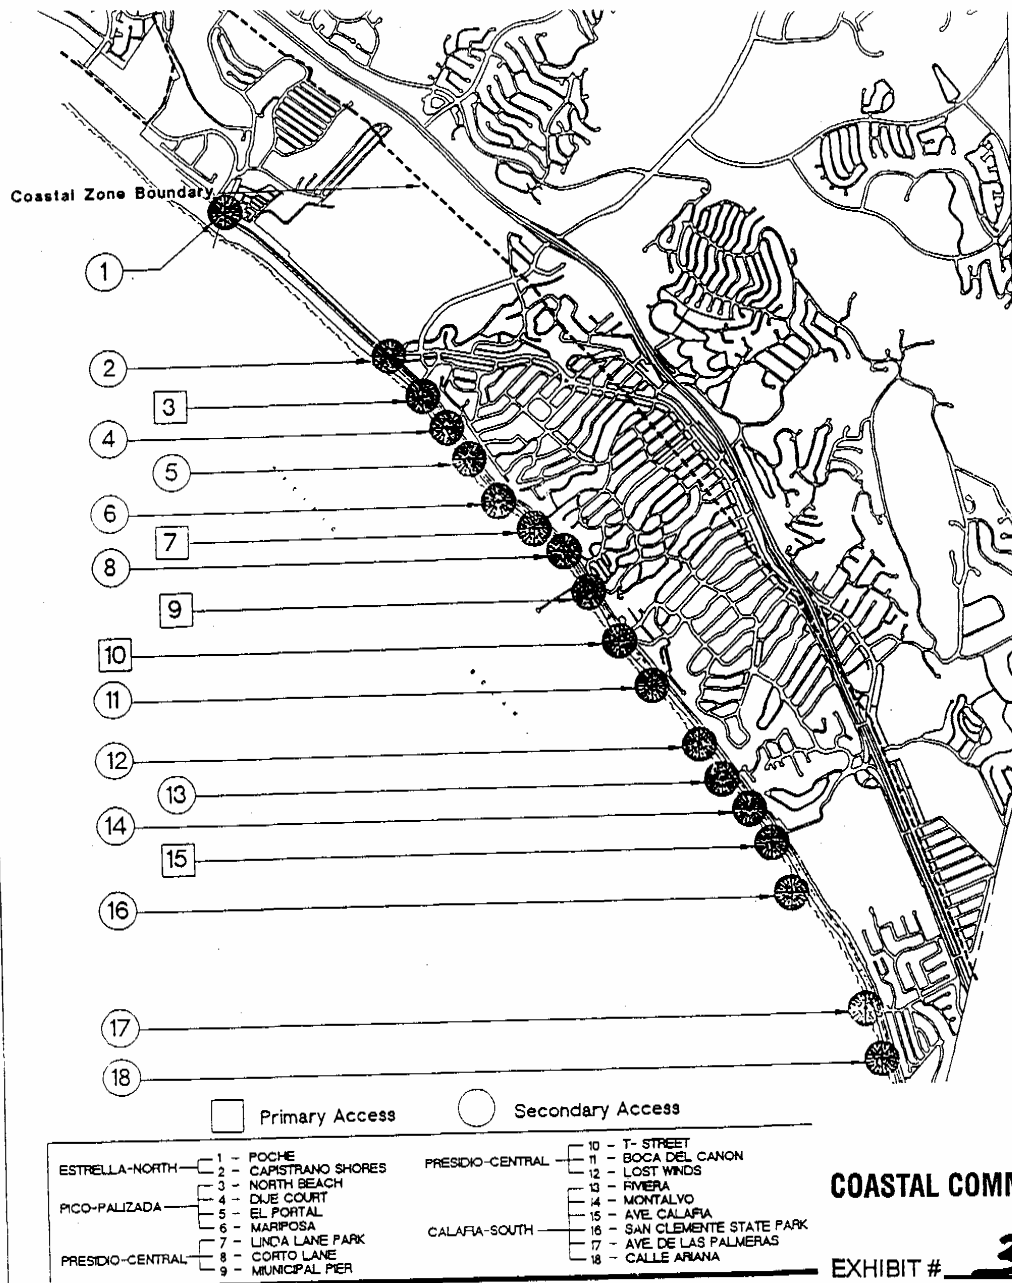 Coastal Zone Boundary
1
2
3
4
5
6
7
8
9
10
11
12
13
14
15
16
17
18
Primary Access
Secondary Access
ESTRELLA-NORTH
1 - POCHE
2 - CAPISTRANO SHORES
PICO-PALIZADA
3 - NORTH BEACH
4 - DIJE COURT
5 - EL PORTAL
6 - MARIPOSA
PRESIDIO-CENTRAL
7 - LINDA LANE PARK
8 - CORTO LANE
9 - MUNICIPAL PIER
PRESIDIO-CENTRAL
10 - T- STREET
11 - BOCA DEL CANON
12 - LOST WINDS
CALAFIA-SOUTH
13 - RIVIERA
14 - MONTALVO
15 - AVE. CALAFIA
16 - SAN CLEMENTE STATE PARK
17 - AVE. DE LAS PALMERAS
18 - CALLE ARIANA
COASTAL COMM
EXHIBIT # 2